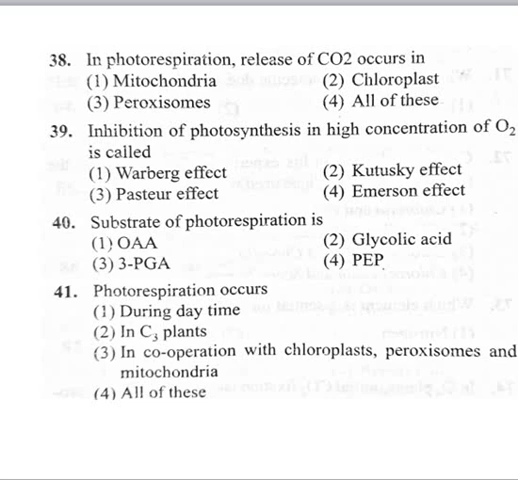 38. In photorespiration, release of CO2 occurs in
(1) Mitochondria (2) Chloroplast
(3) Peroxisomes (4) All of these
39. Inhibition of photosynthesis in high concentration of O₂
is called
(1) Warberg effect (2) Kutusky effect
(3) Pasteur effect (4) Emerson effect
40. Substrate of photorespiration is
(1) OAA (2) Glycolic acid
(3) 3-PGA (4) PEP
41. Photorespiration occurs
(1) During day time
(2) In C₃ plants
(3) In co-operation with chloroplasts, peroxisomes and
mitochondria
(4) All of these